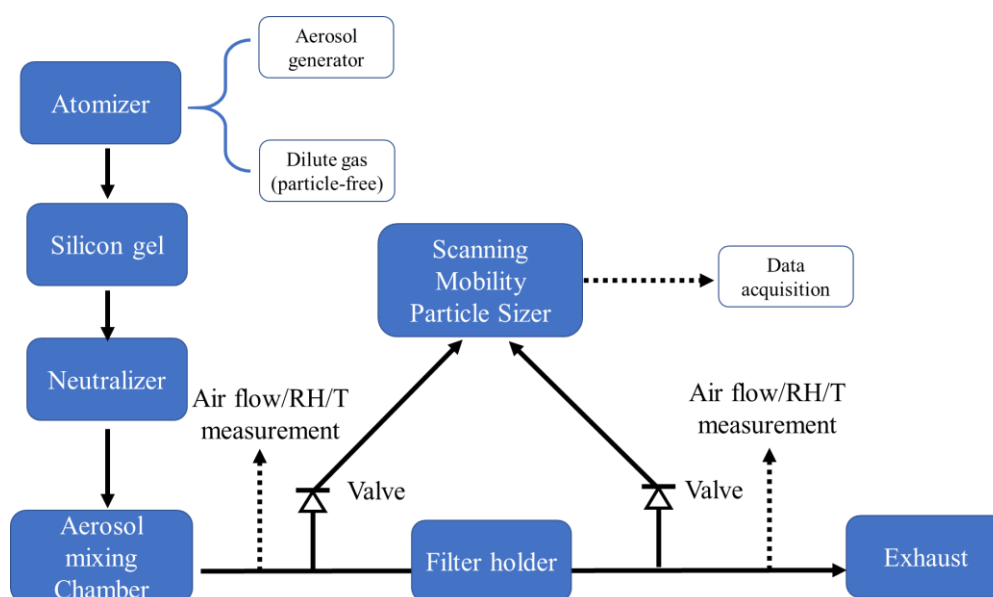 Atomizer
Aerosol
generator
Dilute gas
(particle-free)
Silicon gel
Neutralizer
Aerosol
mixing
Chamber
Air flow/RH/T
measurement
Valve
Scanning
Mobility
Particle Sizer
Data
acquisition
Filter holder
Valve
Air flow/RH/T
measurement
Exhaust